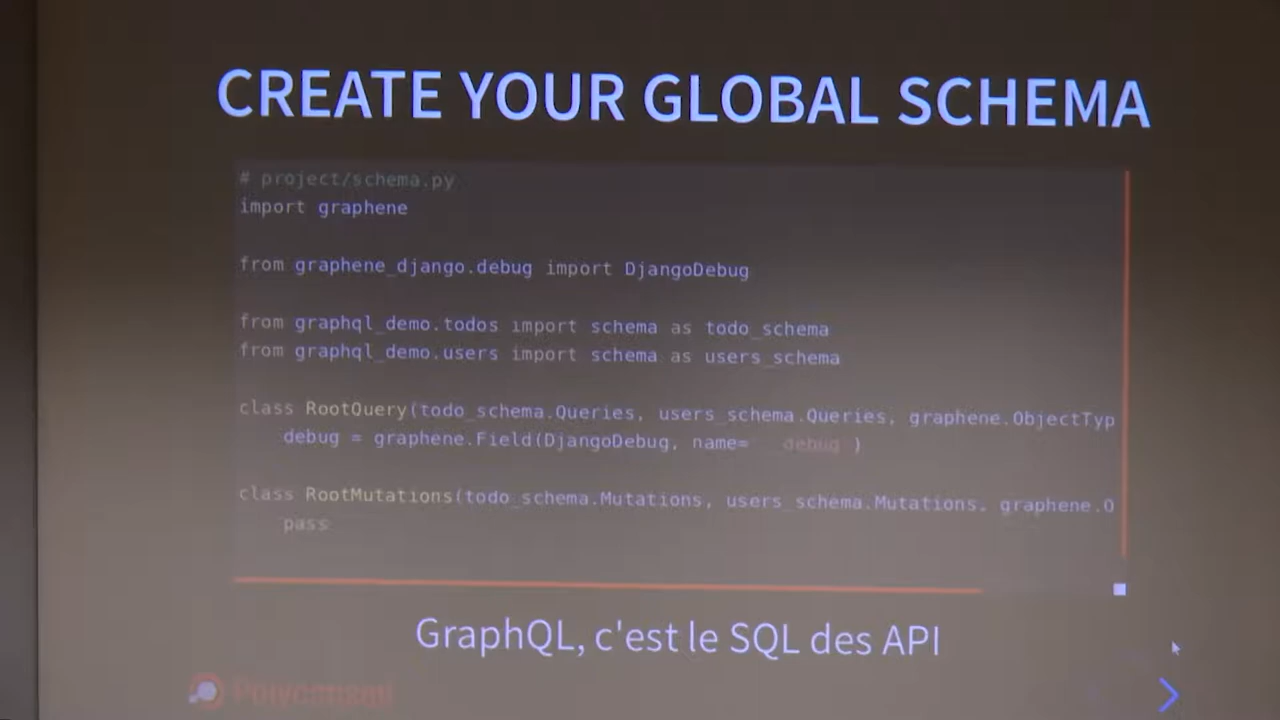 CREATE YOUR GLOBAL SCHEMA
# project/schema.py
import graphene
from graphene_django.debug import DjangoDebug
from graphql_demo.todos import schema as todo_schema
from graphql_demo.users import schema as users_schema
class RootQuery(todo_schema.Queries, users_schema.Queries, graphene.ObjectTyp
debug = graphene.Field(DjangoDebug, name= debug )
class RootMutations(todo_schema.Mutations, users_schema.Mutations, graphene.O
pass
GraphQL, c'est le SQL des API